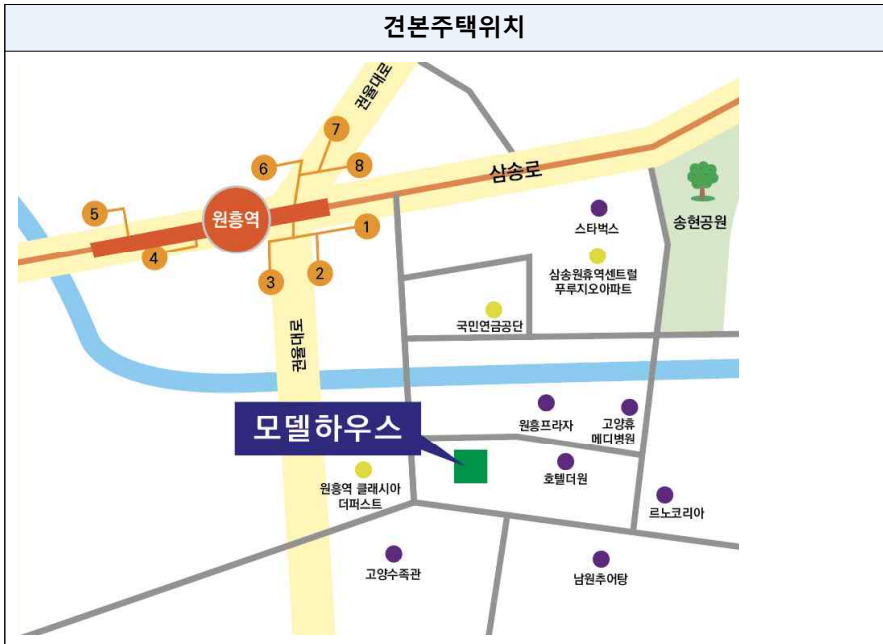 견본주택위치
권율대로
7
6
8
삼송로
5
원흥역
스타벅스
송현공원
1
4
삼송원흥역센트럴
푸르지오아파트
3
2
국민연금공단
권율대로
모델하우스
원흥프라자
고양휴
메디병원
호텔더원
원흥역 클래시아
더퍼스트
르노코리아
고양수족관
남원추어탕